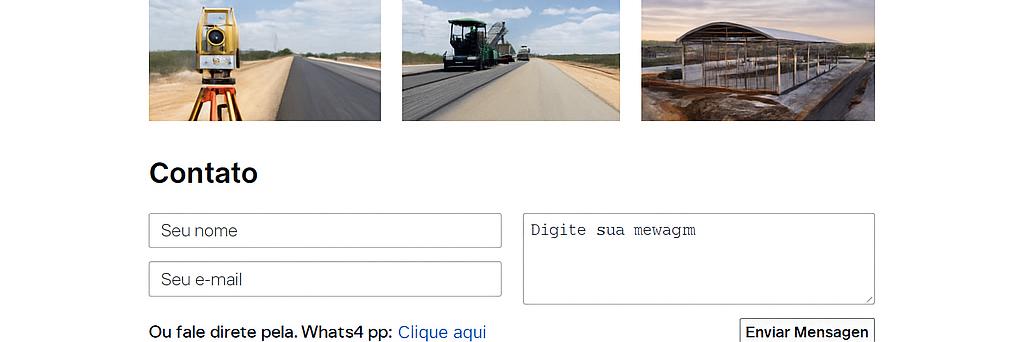 Contato
Seu nome
Digite sua mewagm
Seu e-mail
Ou fale direte pela. Whats4 pp: Clique aqui
Enviar Mensagen